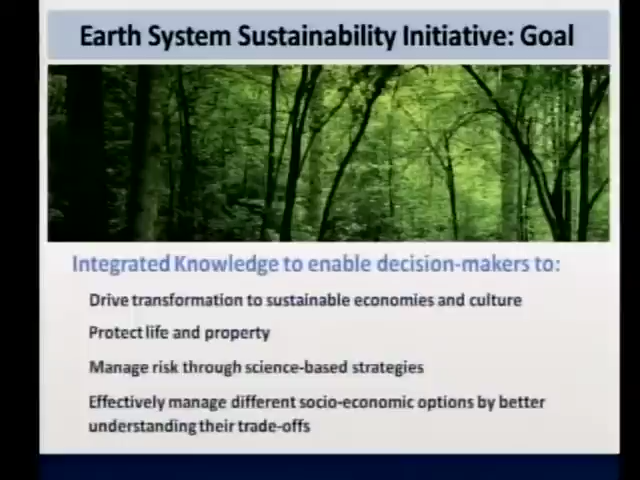 Earth System Sustainability Initiative: Goal
Integrated Knowledge to enable decision-makers to:
Drive transformation to sustainable economies and culture
Protect life and property
Manage risk through science-based strategies
Effectively manage different socio-economic options by better
understanding their trade-offs